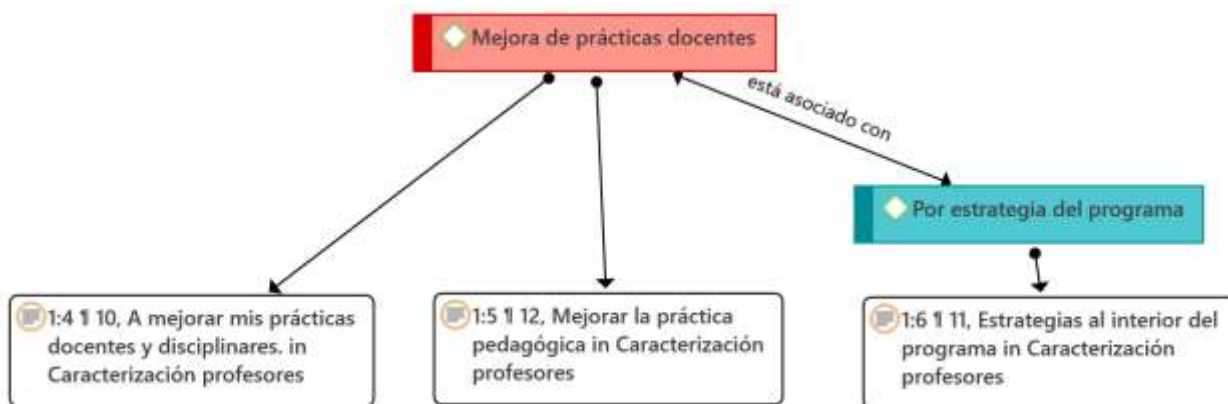 Mejora de prácticas docentes
está asociado con
Por estrategia del programa
1:4 ¶ 10, A mejorar mis prácticas
docentes y disciplinares. in
Caracterización profesores
1:5 ¶ 12, Mejorar la práctica
pedagógica in Caracterización
profesores
1:6 ¶ 11, Estrategias al interior del
programa in Caracterización
profesores